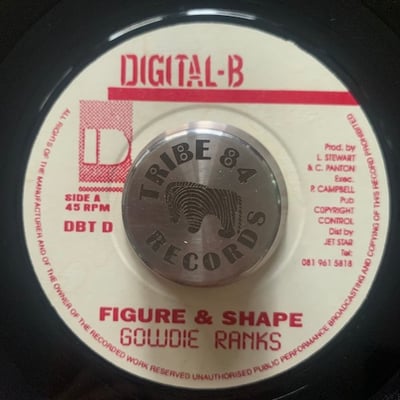 DIGITAL-B
D
SIDE A
45 RPM
DBT D
TRIBE 84
RECORDS
Prod. by
L. STEWART
& C. PANTON
Exec.
P. CAMPBELL
Pub
COPYRIGHT
CONTROL
Dist by
JET STAR
Tel:
081 961 5818
FIGURE & SHAPE
GOWDIE RANKS
ALL RIGHTS OF THE MANUFACTURER AND OF THE OWNER OF THE RECORDED WORK RESERVED UNAUTHORISED PUBLIC PERFORMANCE BROADCASTING AND COPYING OF THIS RECORD PROHIBITED